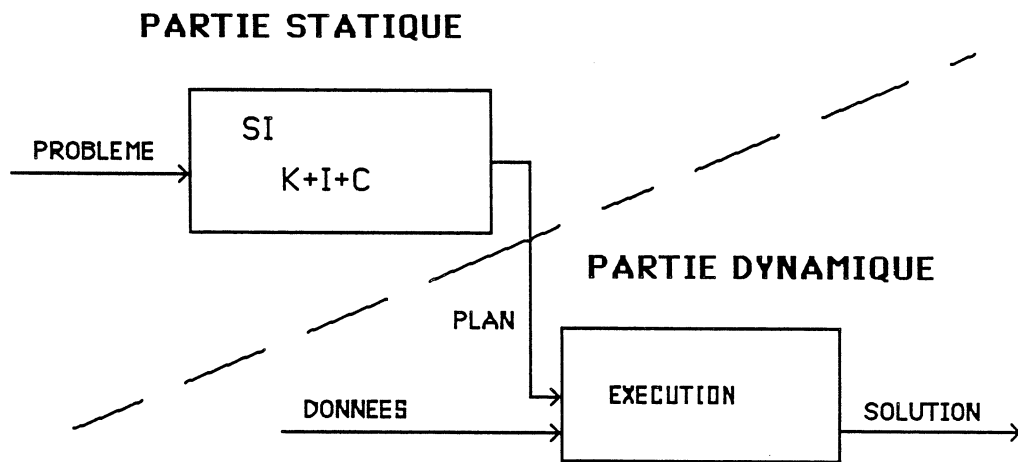 PARTIE STATIQUE
SI
PROBLEME
K+I+C
PARTIE DYNAMIQUE
PLAN
EXECUTION
DONNEES
SOLUTION